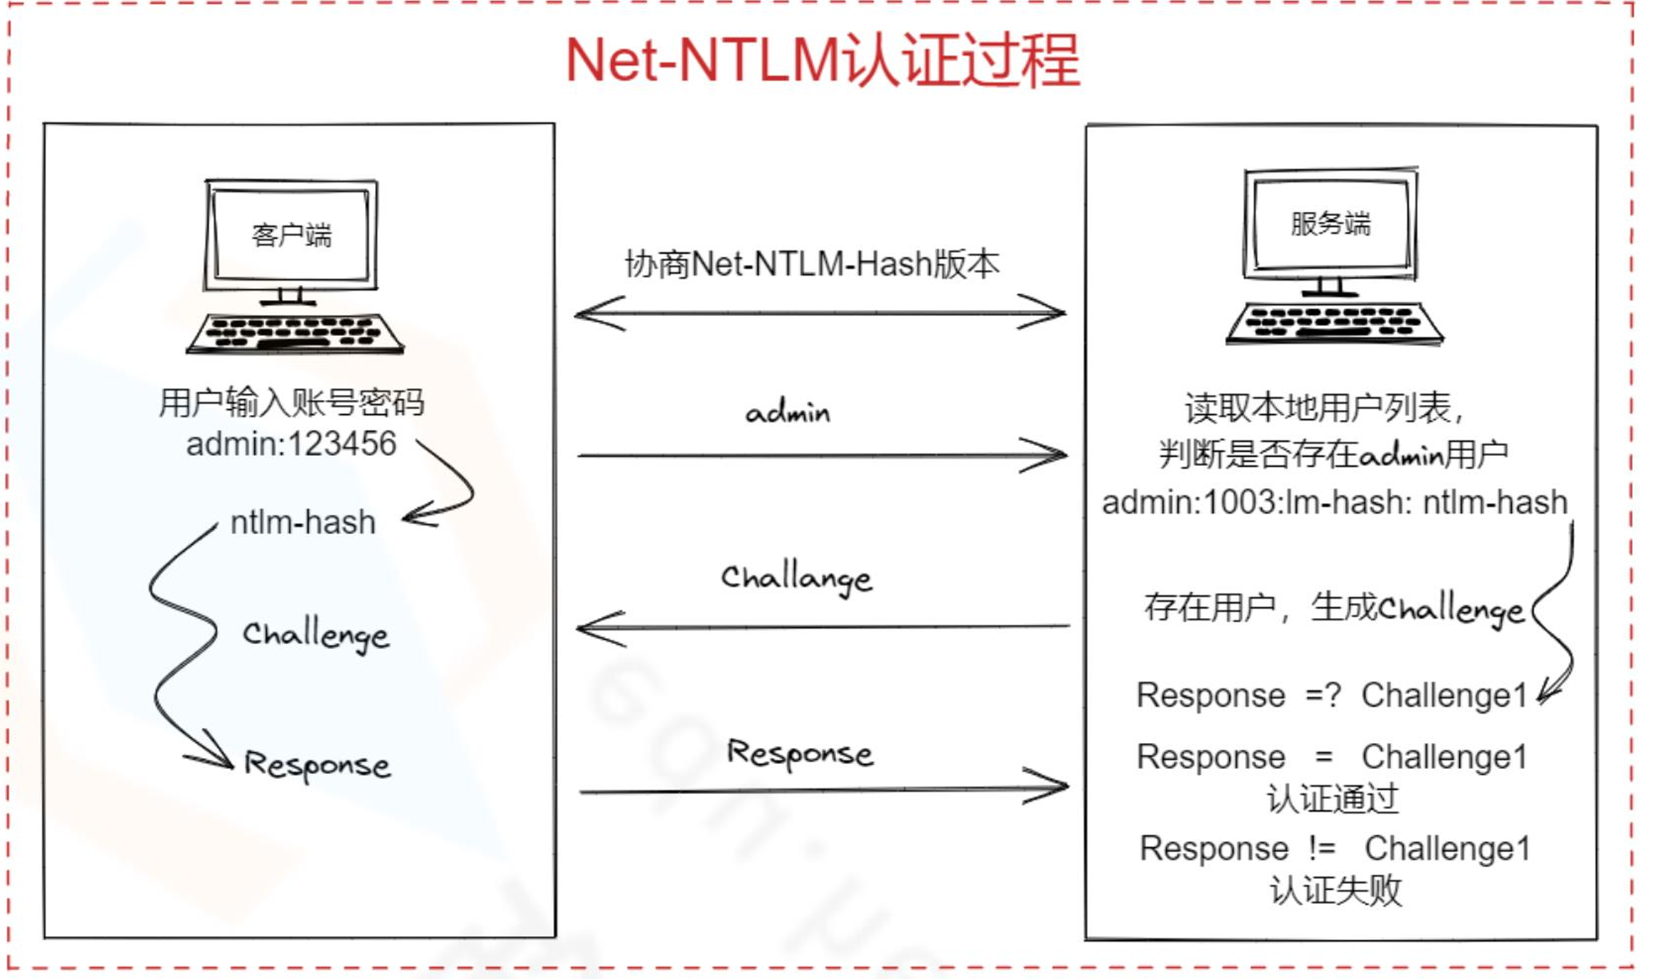 Net-NTLM认证过程
客户端
用户输入账号密码
admin:123456
ntlm-hash
Challenge
Response
协商Net-NTLM-Hash版本
admin
Challange
Response
服务端
读取本地用户列表，
判断是否存在admin用户
admin:1003:lm-hash: ntlm-hash
存在用户，生成Challenge
Response =? Challenge1
Response = Challenge1
认证通过
Response != Challenge1
认证失败